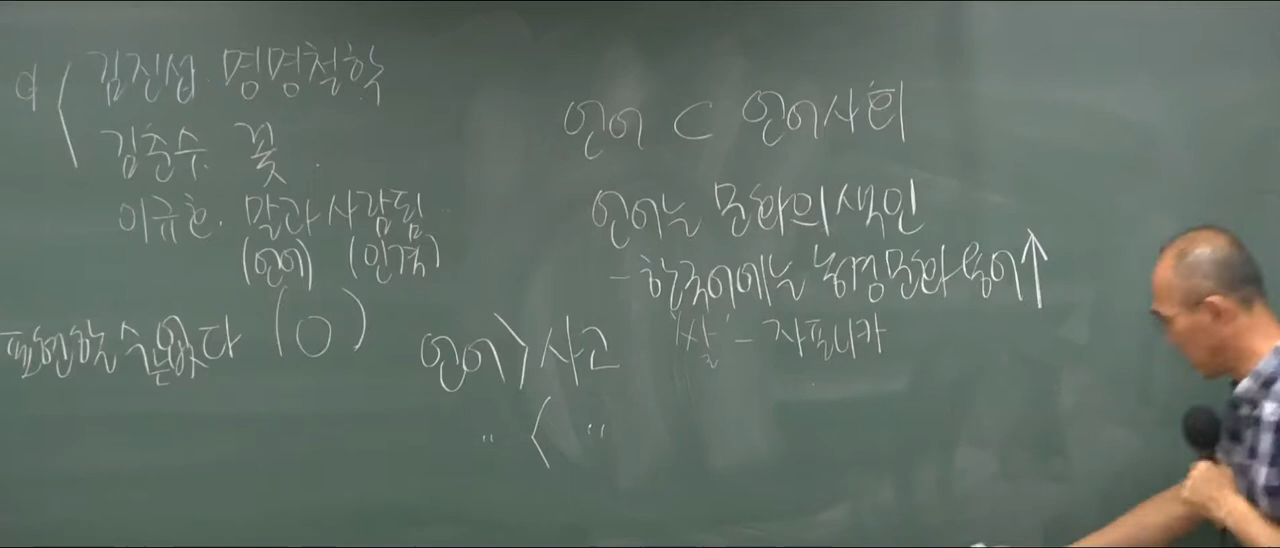 예 < 김진섭. 명명철학
김춘수. 꽃.
이규호. 말과 사람됨.
(언어) (인격)
표현할 수 없다 (O)
언어 > 사고
〃 < 〃
언어 ⊂ 언어사회
언어는 문화의 색인
- 한국어에는 농경문화 용어↑
'쌀' - 자포니카